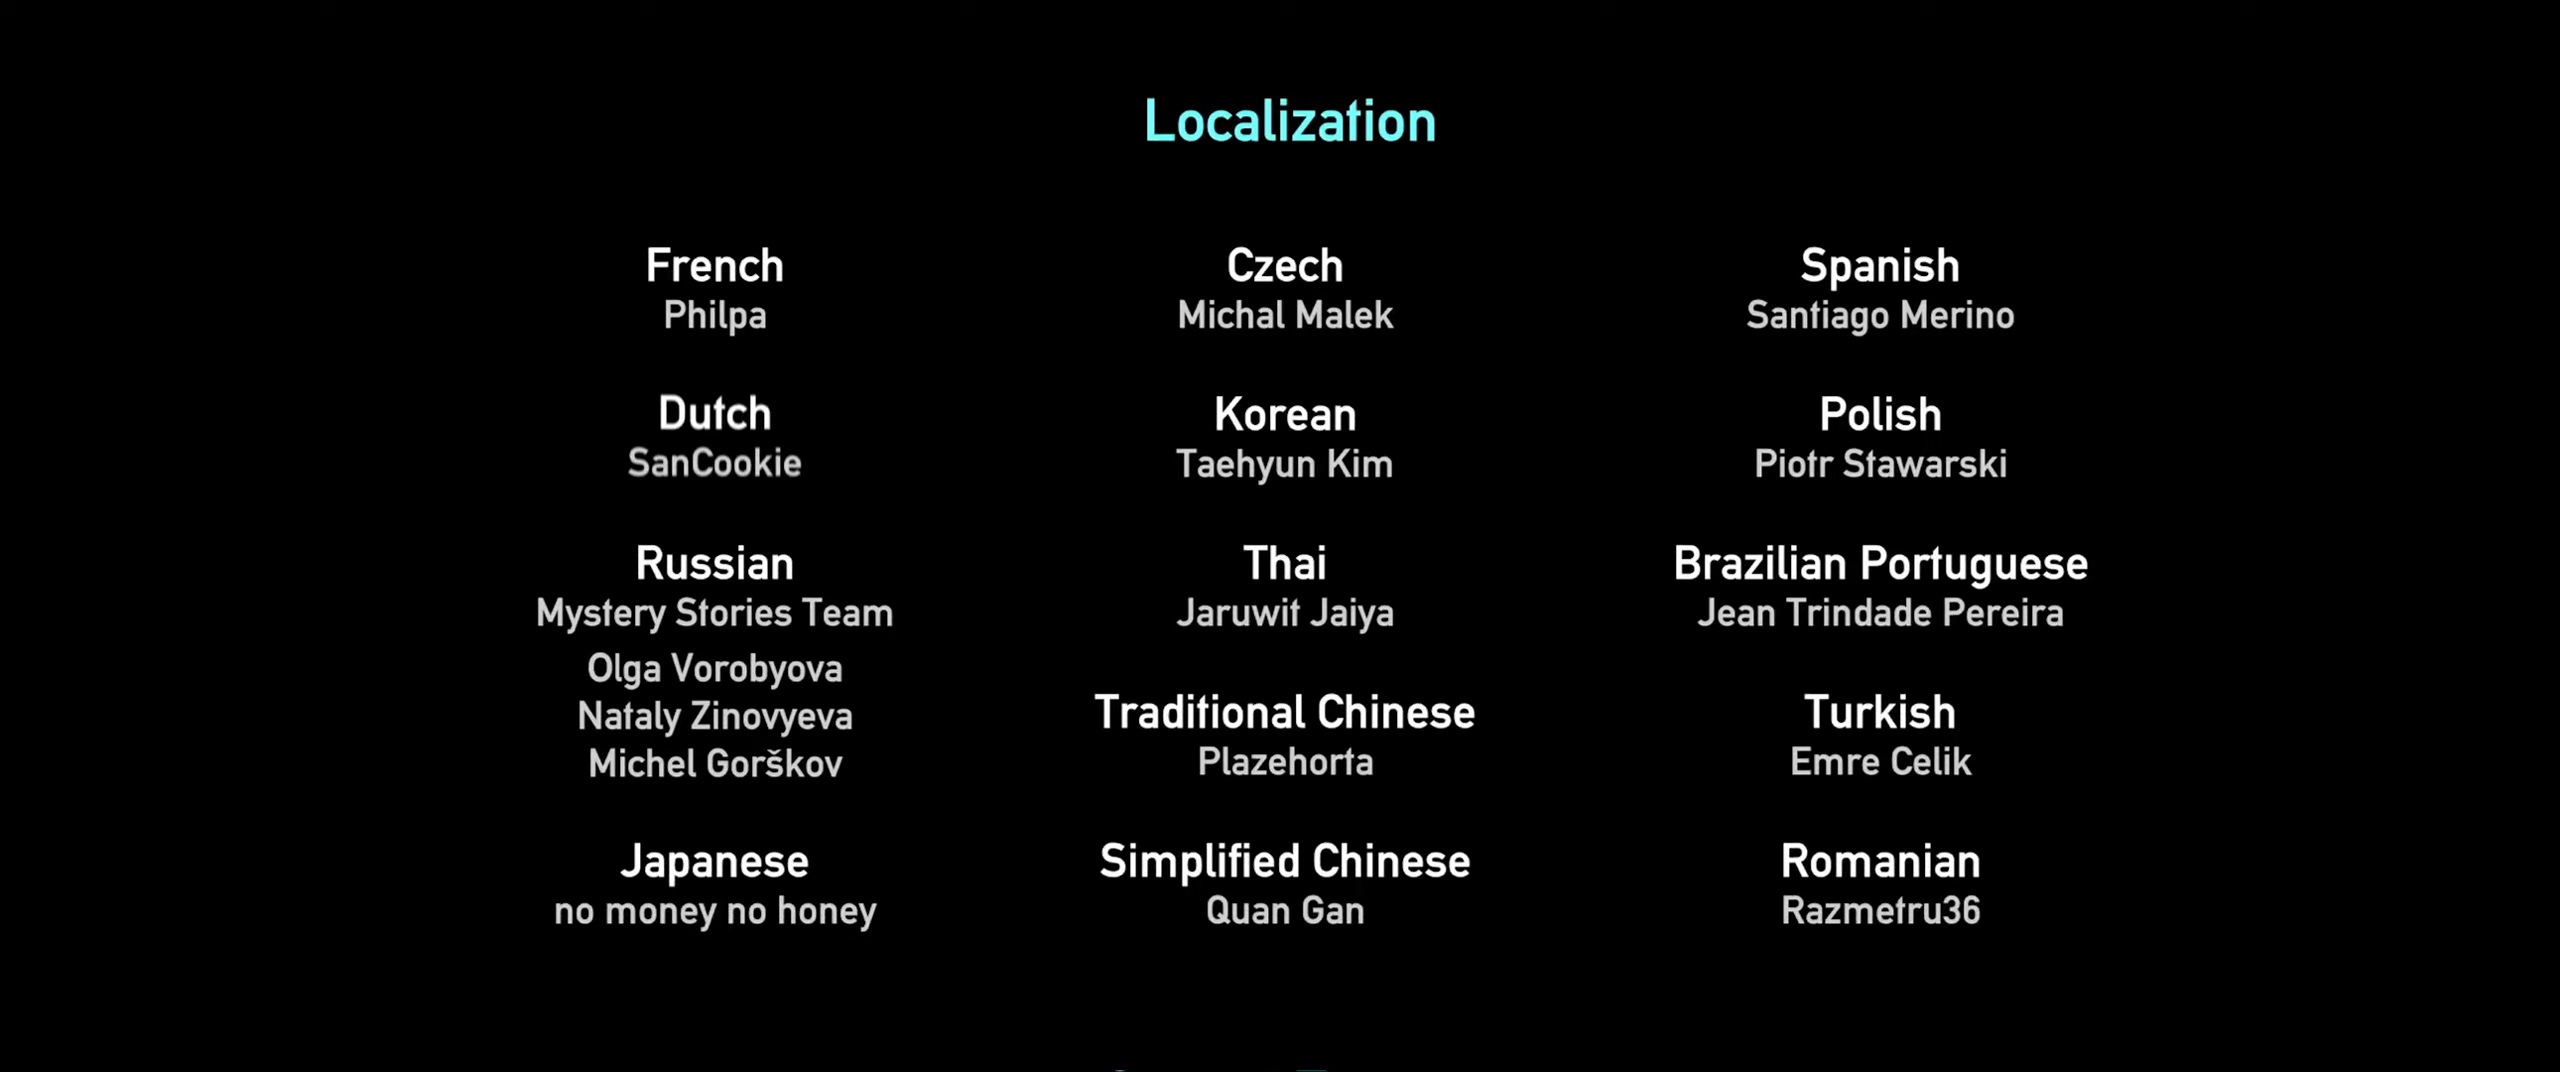 Localization
French
Philpa
Dutch
SanCookie
Russian
Mystery Stories Team
Olga Vorobyova
Nataly Zinovyeva
Michel Gorškov
Japanese
no money no honey
Czech
Michal Malek
Korean
Taehyun Kim
Thai
Jaruwit Jaiya
Traditional Chinese
Plazehorta
Simplified Chinese
Quan Gan
Spanish
Santiago Merino
Polish
Piotr Stawarski
Brazilian Portuguese
Jean Trindade Pereira
Turkish
Emre Celik
Romanian
Razmetru36